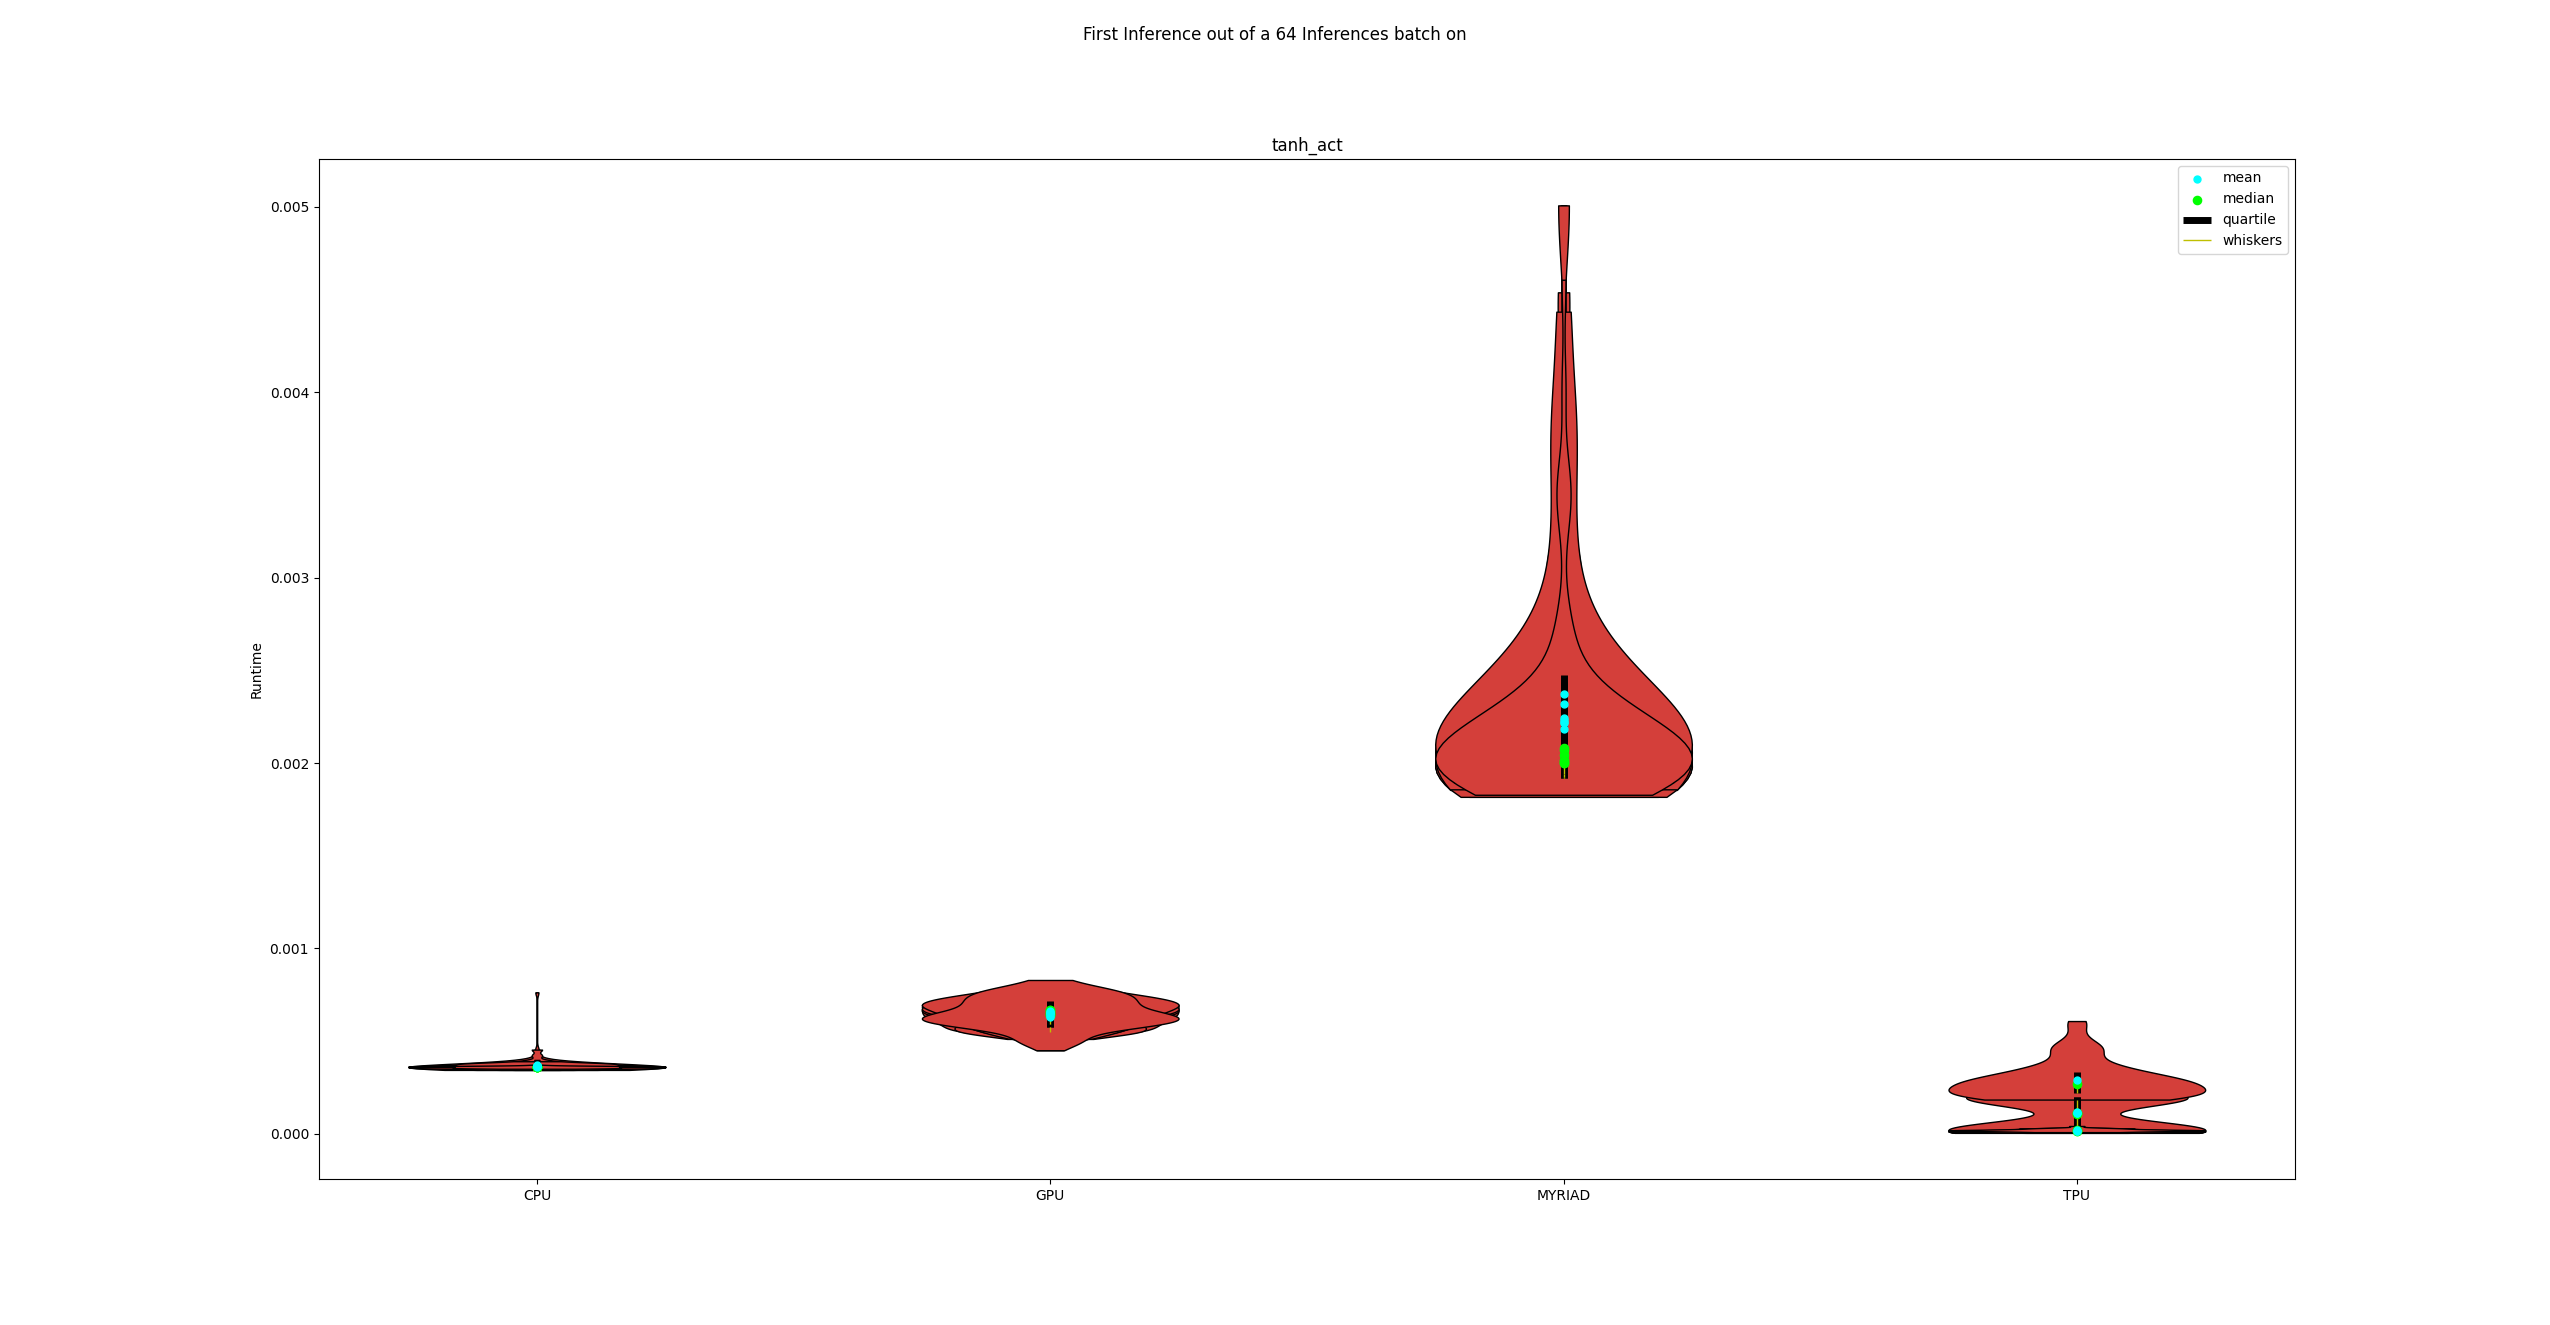 First Inference out of a 64 Inferences batch on
tanh_act
mean
median
quartile
whiskers
0.005
0.004
0.003
0.002
0.001
0.000
Runtime
CPU
GPU
MYRIAD
TPU